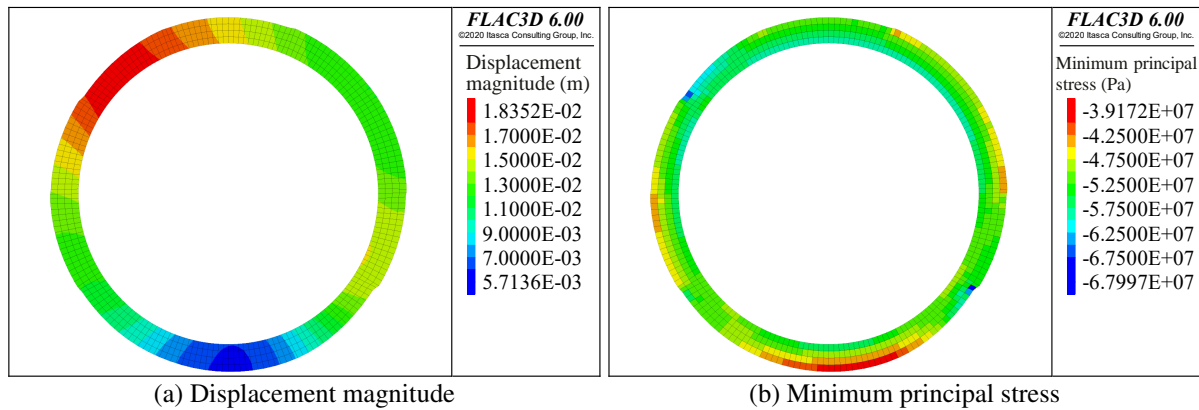 FLAC3D 6.00
©2020 Itasca Consulting Group, Inc.
Displacement
magnitude (m)
1.8352E-02
1.7000E-02
1.5000E-02
1.3000E-02
1.1000E-02
9.0000E-03
7.0000E-03
5.7136E-03
(a) Displacement magnitude
FLAC3D 6.00
©2020 Itasca Consulting Group, Inc.
Minimum principal
stress (Pa)
-3.9172E+07
-4.2500E+07
-4.7500E+07
-5.2500E+07
-5.7500E+07
-6.2500E+07
-6.7500E+07
-6.7997E+07
(b) Minimum principal stress